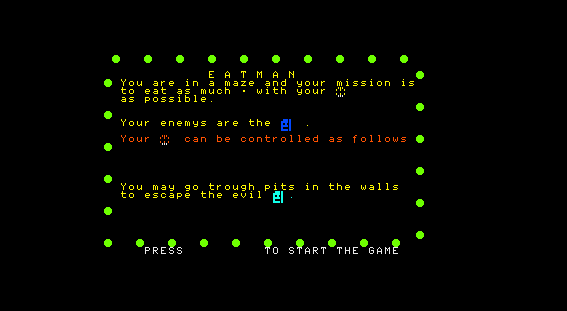 E A T M A N
You are in a maze and your mission is
to eat as much · with your
as possible.
Your enemys are the .
Your can be controlled as follows
You may go trough pits in the walls
to escape the evil .
PRESS TO START THE GAME